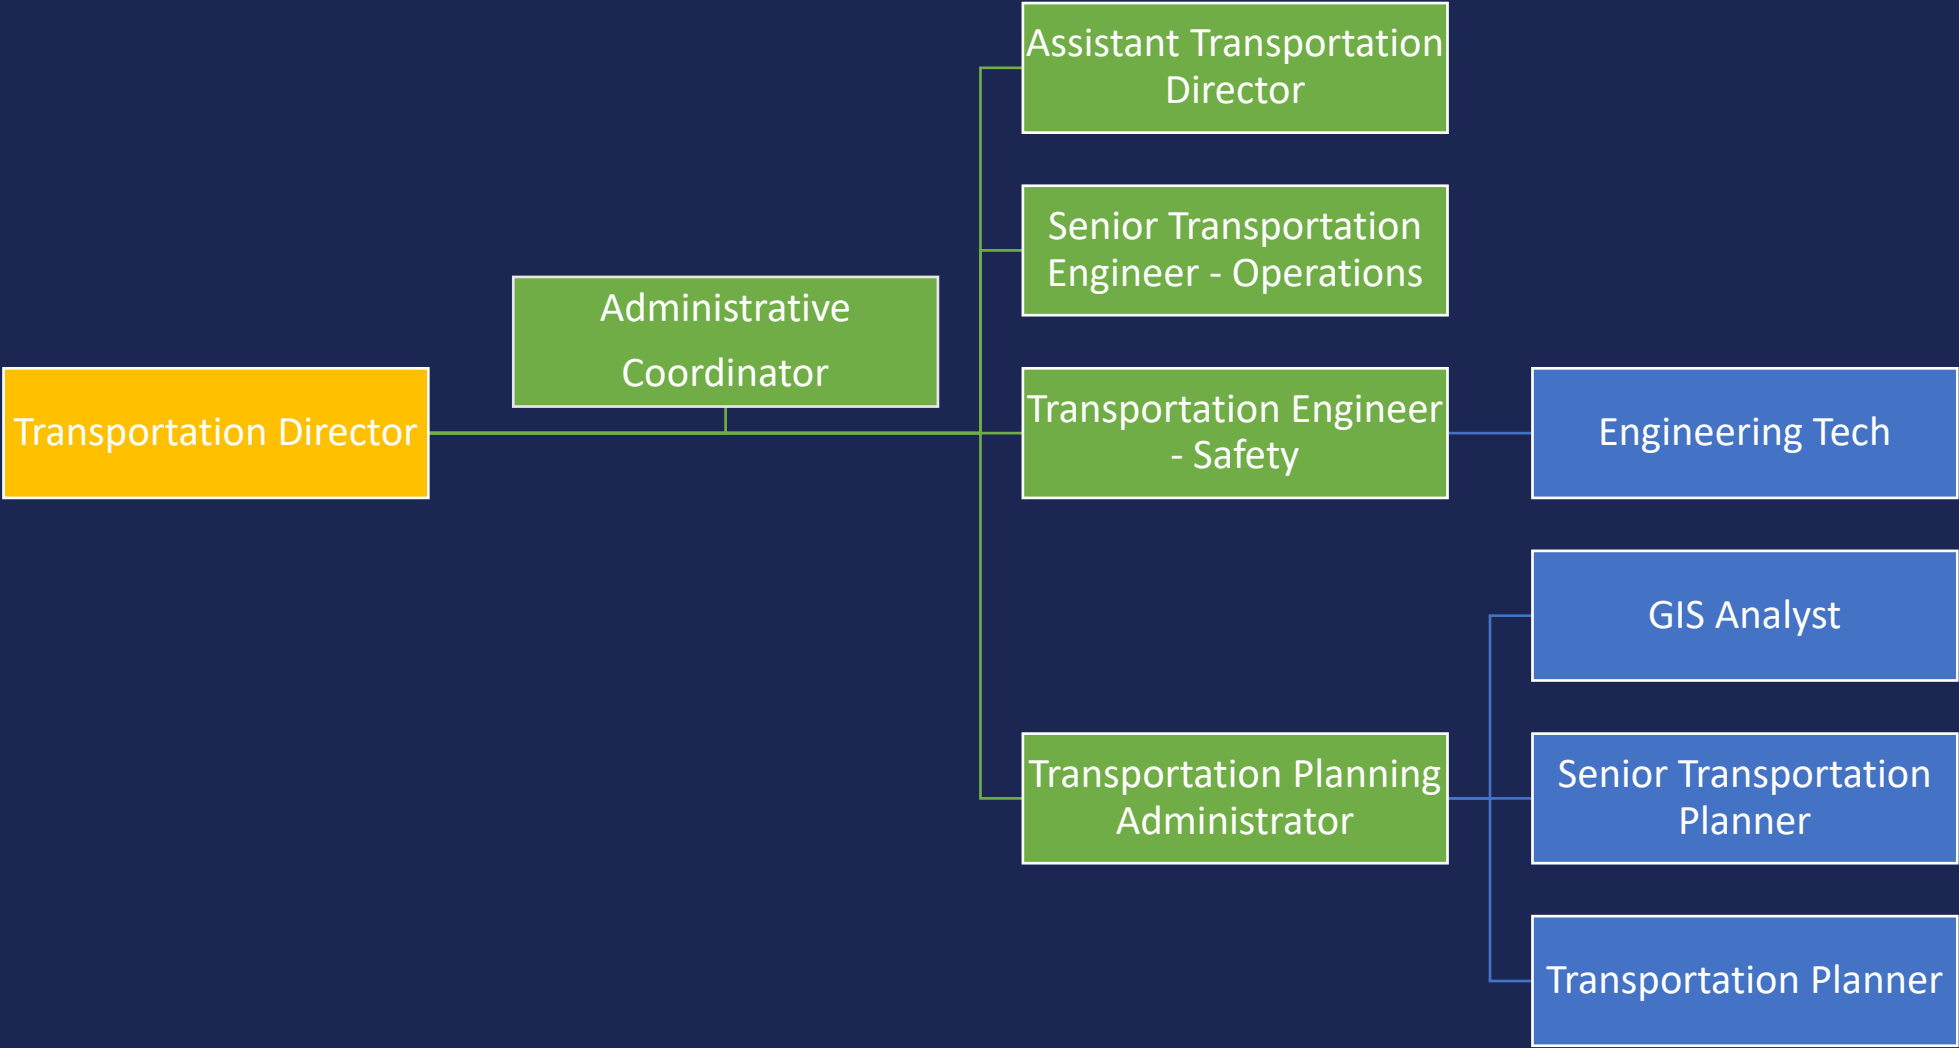 Transportation Director
Administrative
Coordinator
Assistant Transportation
Director
Senior Transportation
Engineer - Operations
Transportation Engineer
- Safety
Engineering Tech
Transportation Planning
Administrator
GIS Analyst
Senior Transportation
Planner
Transportation Planner